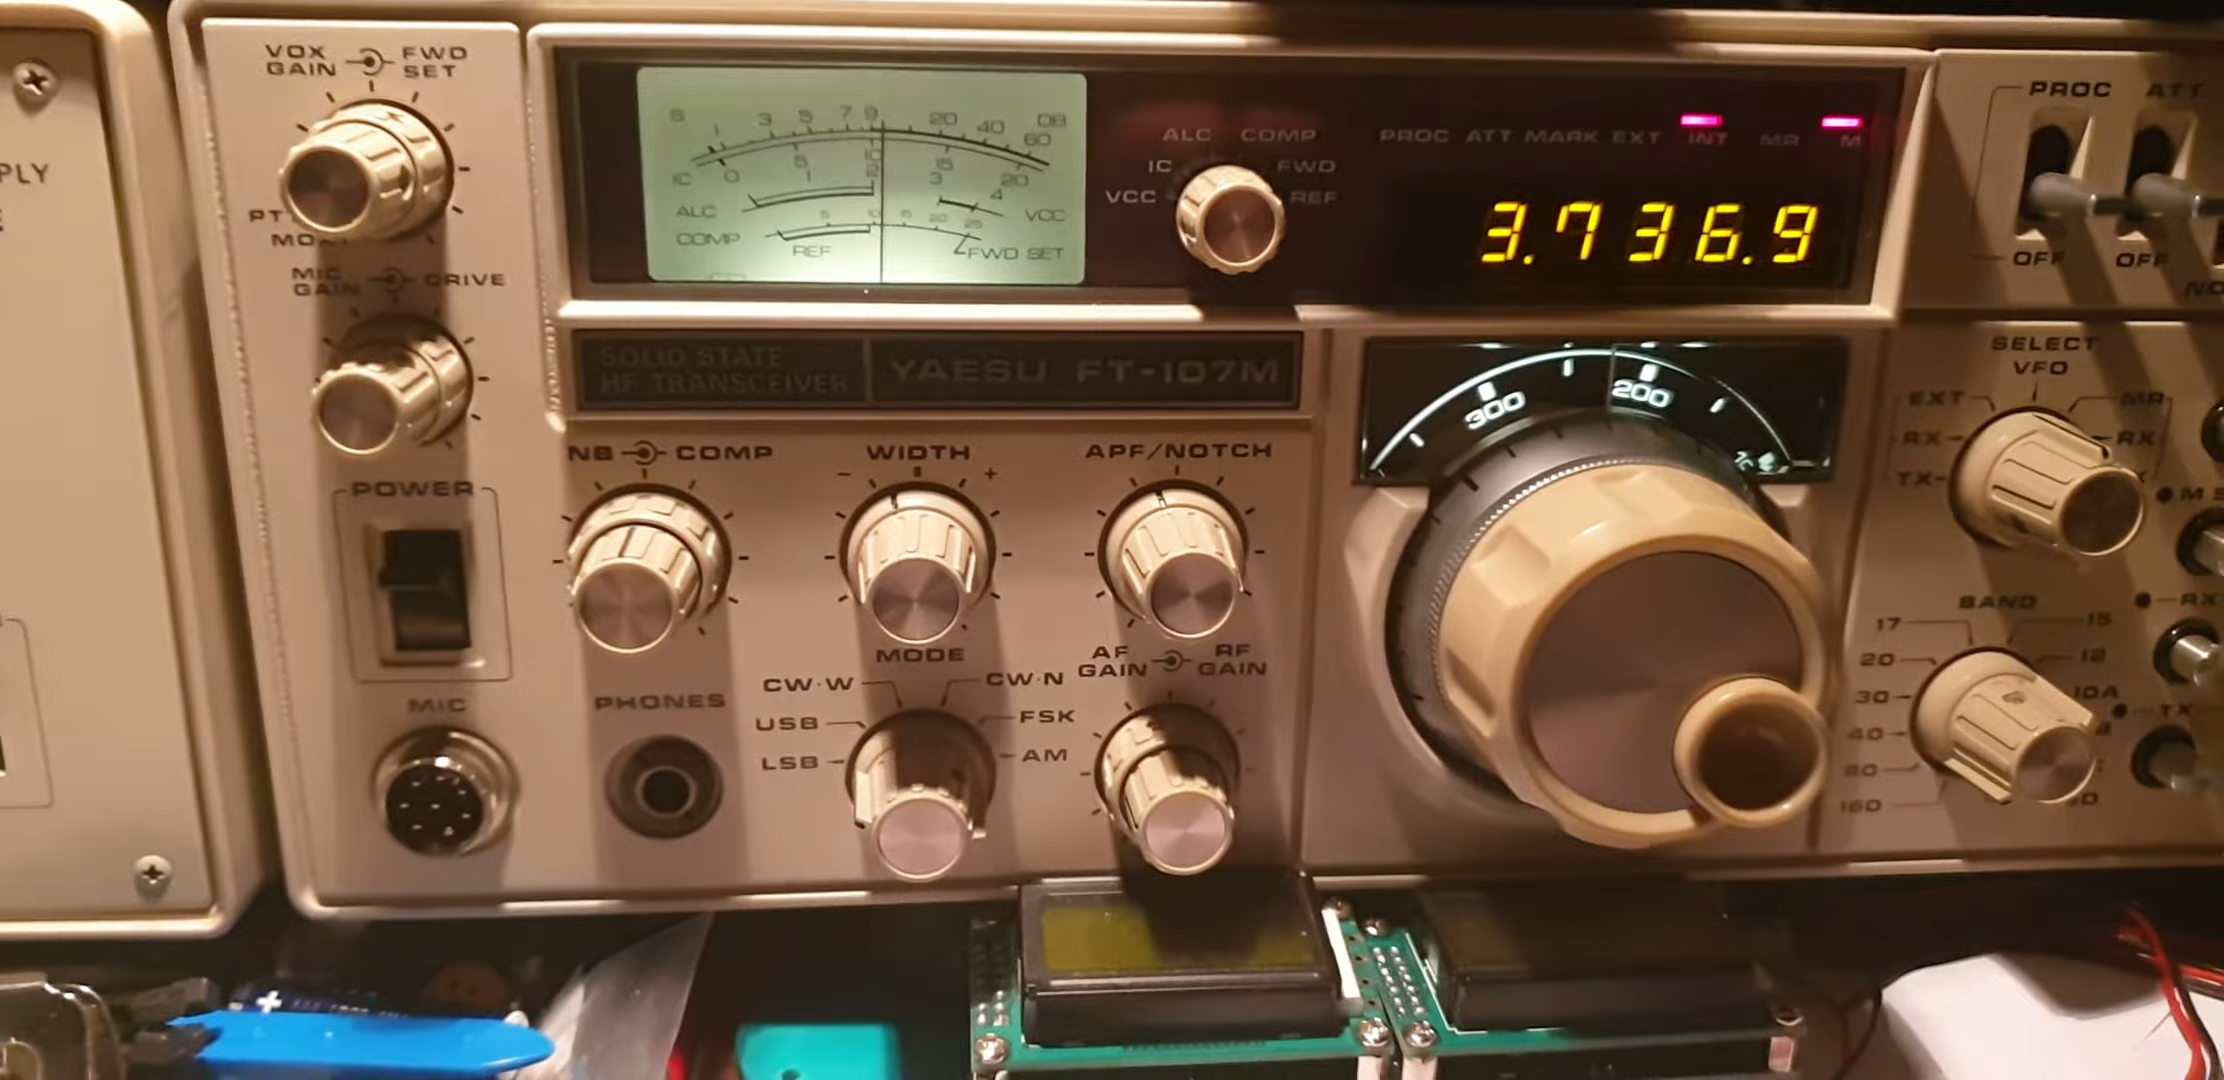 PLY
VOX GAIN
FWD SET
PT
MO
MIC GAIN
DRIVE
POWER
MIC
S 1 3 5 7 9 20 40 60 DB
IC 0 5 10 15 20
ALC 1 3 4 VCC
COMP 5 10 15 20 25
REF
FWD SET
ALC COMP
IC FWD
VCC REF
PROC ATT MARK EXT INT MR M
3.736.9
SOLID STATE
HF TRANSCEIVER
YAESU FT-107M
300 200
NB COMP
WIDTH
- +
APF/NOTCH
PHONES
MODE
CW·W CW·N
USB FSK
LSB AM
AF GAIN
RF GAIN
PROC ATT
OFF OFF
NO
SELECT
VFO
EXT MR
RX RX
TX
M
BAND
17 15
20 12
30 10A
40
80
160
RX
TX